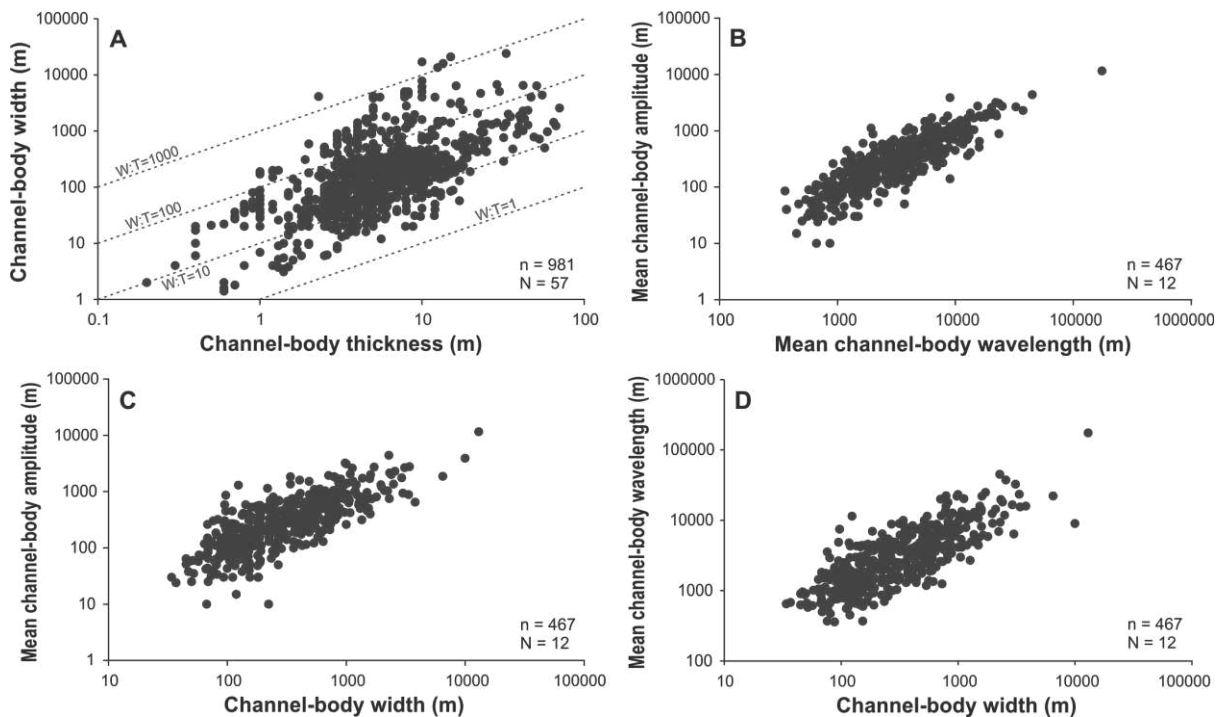 A
Channel-body width (m)
100000
10000
1000
100
10
1
W:T=1000
W:T=100
W:T=10
W:T=1
n = 981
N = 57
0.1
1
10
100
Channel-body thickness (m)
B
Mean channel-body amplitude (m)
100000
10000
1000
100
10
1
n = 467
N = 12
100
1000
10000
100000
1000000
Mean channel-body wavelength (m)
C
Mean channel-body amplitude (m)
100000
10000
1000
100
10
1
n = 467
N = 12
10
100
1000
10000
100000
Channel-body width (m)
D
Mean channel-body wavelength (m)
1000000
100000
10000
1000
100
n = 467
N = 12
10
100
1000
10000
100000
Channel-body width (m)